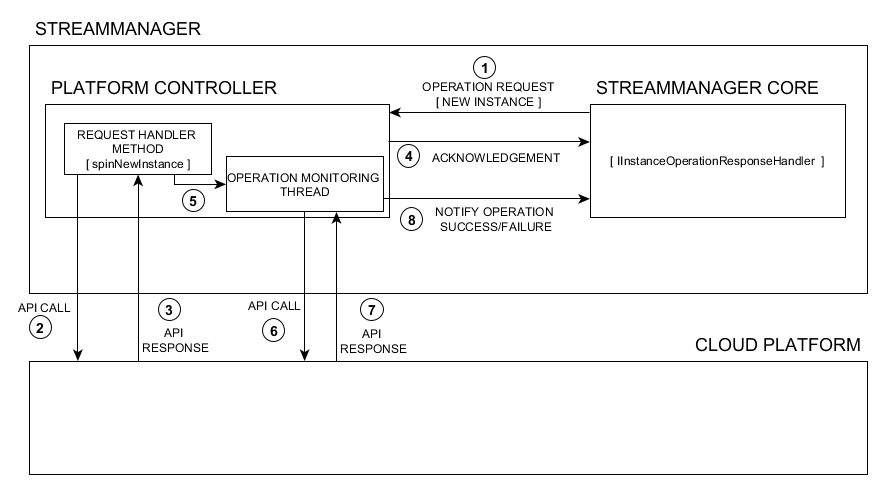 STREAMMANAGER
PLATFORM CONTROLLER
1
OPERATION REQUEST
[ NEW INSTANCE ]
STREAMMANAGER CORE
REQUEST HANDLER
METHOD
[ spinNewInstance ]
4
ACKNOWLEDGEMENT
[ IInstanceOperationResponseHandler ]
5
OPERATION MONITORING
THREAD
8
NOTIFY OPERATION
SUCCESS/FAILURE
API CALL
2
3
API
RESPONSE
API CALL
6
7
API
RESPONSE
CLOUD PLATFORM